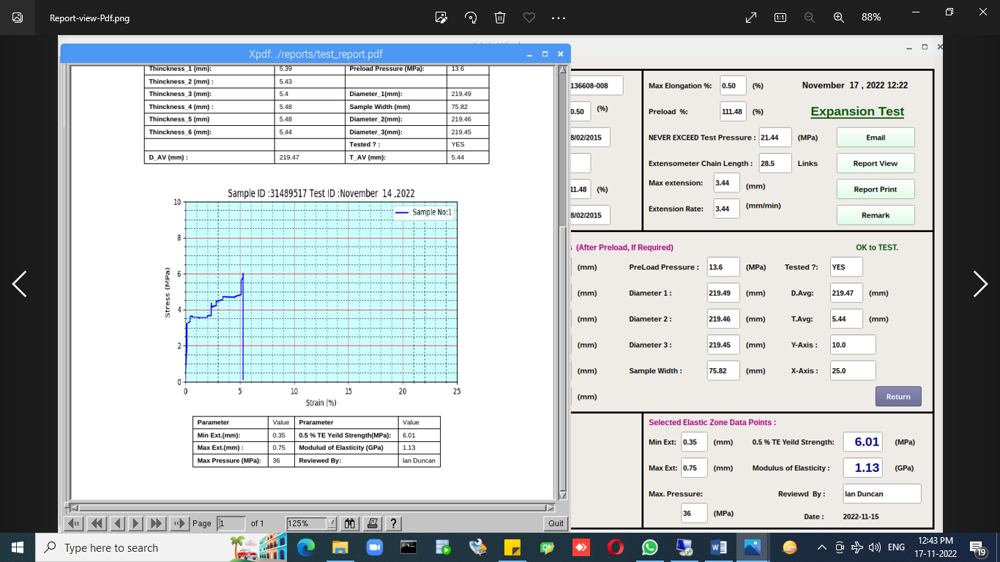 Report-view-Pdf.png
88%
Xpdf: ./reports/test_report.pdf
Thinckness_1 (mm): 5.39 Preload Pressure (MPa): 13.6
Thinckness_2 (mm) : 5.43
Thinckness_3 (mm): 5.4 Diameter_1(mm): 219.49
Thinckness_4 (mm) : 5.48 Sample Width (mm) 75.82
Thinckness_5 (mm) 5.48 Diameter_2(mm): 219.46
Thinckness_6 (mm): 5.44 Diameter_3(mm): 219.45
Tested ? : YES
D_AV (mm) : 219.47 T_AV (mm): 5.44
Sample ID :31489517 Test ID :November 14 ,2022
Sample No:1
10
8
6
4
2
0
Stress (MPa)
0 5 10 15 20 25
Strain (%)
Parameter Value Prarameter Value
Min Ext.(mm): 0.35 0.5 % TE Yeild Strength(MPa): 6.01
Max Ext.(mm) : 0.75 Modulud of Elasticity (GPa) 1.13
Max Pressure (MPa): 36 Reviewed By: Ian Duncan
Page 1 of 1 125% ? Quit
136608-008
0.50 (%)
8/02/2015
11.48 (%)
8/02/2015
Max Elongation %: 0.50 (%) November 17 , 2022 12:22
Preload %: 111.48 (%) Expansion Test
NEVER EXCEED Test Pressure : 21.44 (MPa) Email
Extensometer Chain Length : 28.5 Links Report View
Max extension: 3.44 (mm) Report Print
Extension Rate: 3.44 (mm/min) Remark
(After Preload, If Required) OK to TEST.
(mm) PreLoad Pressure : 13.6 (MPa) Tested ?: YES
(mm) Diameter 1 : 219.49 (mm) D.Avg: 219.47 (mm)
(mm) Diameter 2 : 219.46 (mm) T.Avg: 5.44 (mm)
(mm) Diameter 3 : 219.45 (mm) Y-Axis : 10.0
(mm) Sample Width : 75.82 (mm) X-Axis : 25.0
(mm) Return
Selected Elastic Zone Data Points :
Min Ext: 0.35 (mm) 0.5 % TE Yeild Strength: 6.01 (MPa)
Max Ext: 0.75 (mm) Modulus of Elasticity : 1.13 (GPa)
Max. Pressure: Reviewd By : Ian Duncan
36 (MPa) Date : 2022-11-15
Type here to search
ENG 12:43 PM
17-11-2022
19